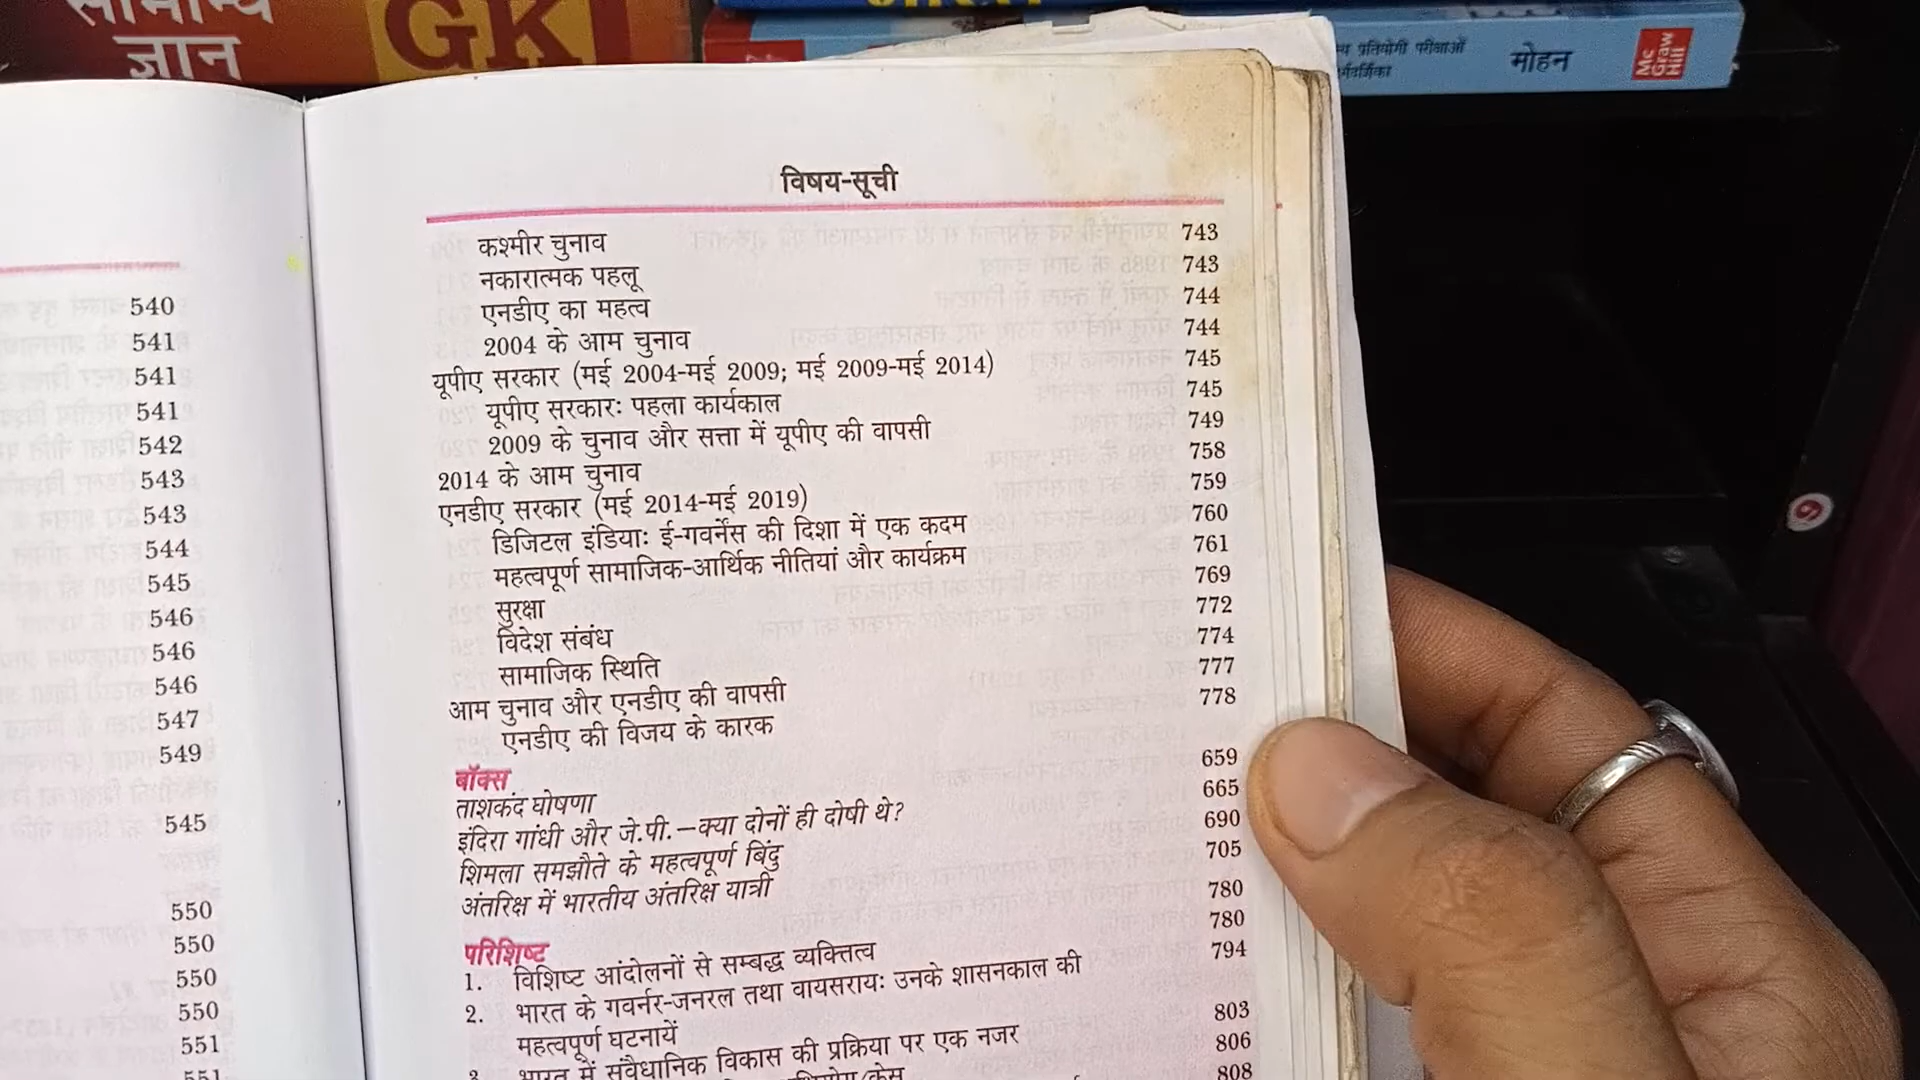 सामान्य
ज्ञान
GK
मोहन
Mc
Graw
Hill
540
541
541
541
542
543
543
544
545
546
546
546
547
549
545
550
550
550
550
551
551
विषय-सूची
कश्मीर चुनाव 743
नकारात्मक पहलू 743
एनडीए का महत्व 744
2004 के आम चुनाव 744
यूपीए सरकार (मई 2004-मई 2009; मई 2009-मई 2014) 745
यूपीए सरकारः पहला कार्यकाल 745
2009 के चुनाव और सत्ता में यूपीए की वापसी 749
2014 के आम चुनाव 758
एनडीए सरकार (मई 2014-मई 2019) 759
डिजिटल इंडियाः ई-गवर्नेंस की दिशा में एक कदम 760
महत्वपूर्ण सामाजिक-आर्थिक नीतियां और कार्यक्रम 761
सुरक्षा 769
विदेश संबंध 772
सामाजिक स्थिति 774
आम चुनाव और एनडीए की वापसी 777
एनडीए की विजय के कारक 778
बॉक्स
ताशकंद घोषणा 659
इंदिरा गांधी और जे.पी.—क्या दोनों ही दोषी थे? 665
शिमला समझौते के महत्वपूर्ण बिंदु 690
अंतरिक्ष में भारतीय अंतरिक्ष यात्री 705
परिशिष्ट 780
1. विशिष्ट आंदोलनों से सम्बद्ध व्यक्तित्व 780
2. भारत के गवर्नर-जनरल तथा वायसरायः उनके शासनकाल की
महत्वपूर्ण घटनायें 794
3. भारत में संवैधानिक विकास की प्रक्रिया पर एक नजर 803
806
808